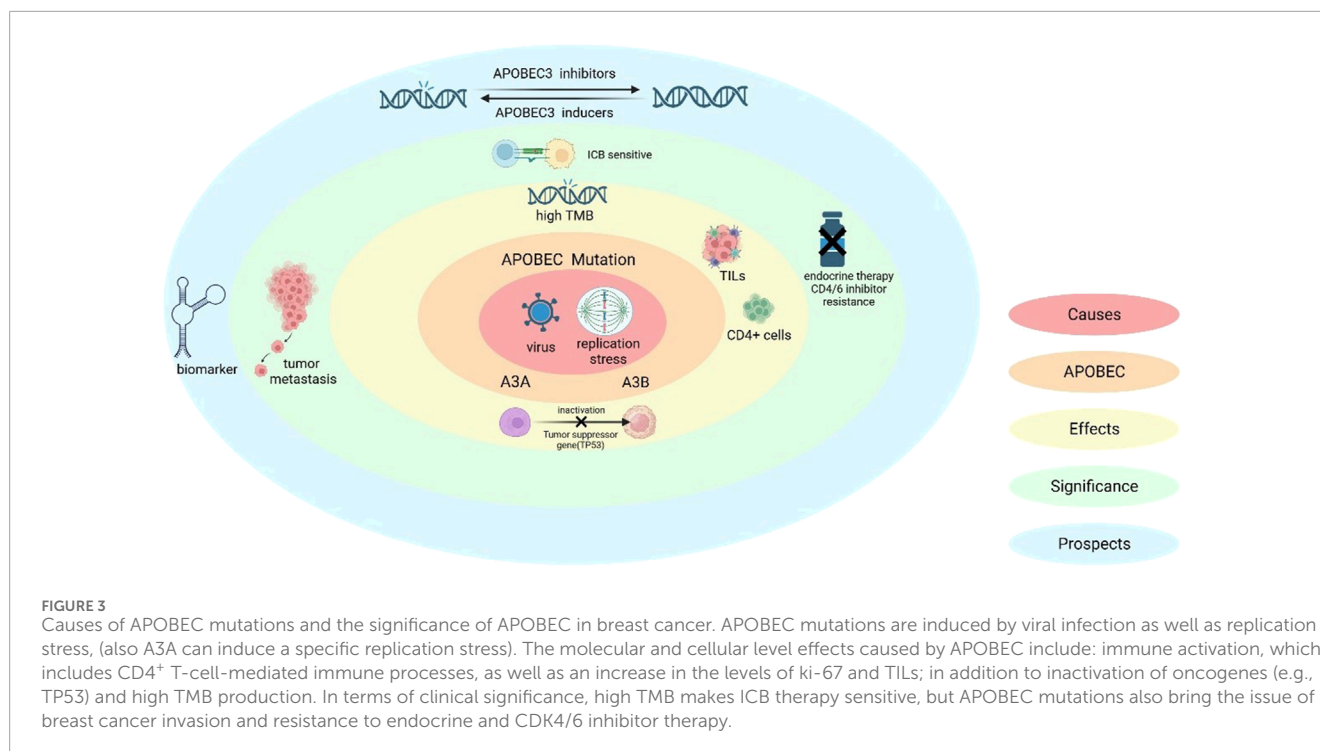 APOBEC3 inhibitors
APOBEC3 inducers
ICB sensitive
high TMB
APOBEC Mutation
TILs
endocrine therapy
CD4/6 inhibitor
resistance
virus
replication
stress
CD4+ cells
biomarker
tumor
metastasis
A3A
A3B
inactivation
Tumor suppressor
gene(TP53)
Causes
APOBEC
Effects
Significance
Prospects
FIGURE 3
Causes of APOBEC mutations and the significance of APOBEC in breast cancer. APOBEC mutations are induced by viral infection as well as replication
stress, (also A3A can induce a specific replication stress). The molecular and cellular level effects caused by APOBEC include: immune activation, which
includes CD4⁺ T-cell-mediated immune processes, as well as an increase in the levels of ki-67 and TILs; in addition to inactivation of oncogenes (e.g.,
TP53) and high TMB production. In terms of clinical significance, high TMB makes ICB therapy sensitive, but APOBEC mutations also bring the issue of
breast cancer invasion and resistance to endocrine and CDK4/6 inhibitor therapy.